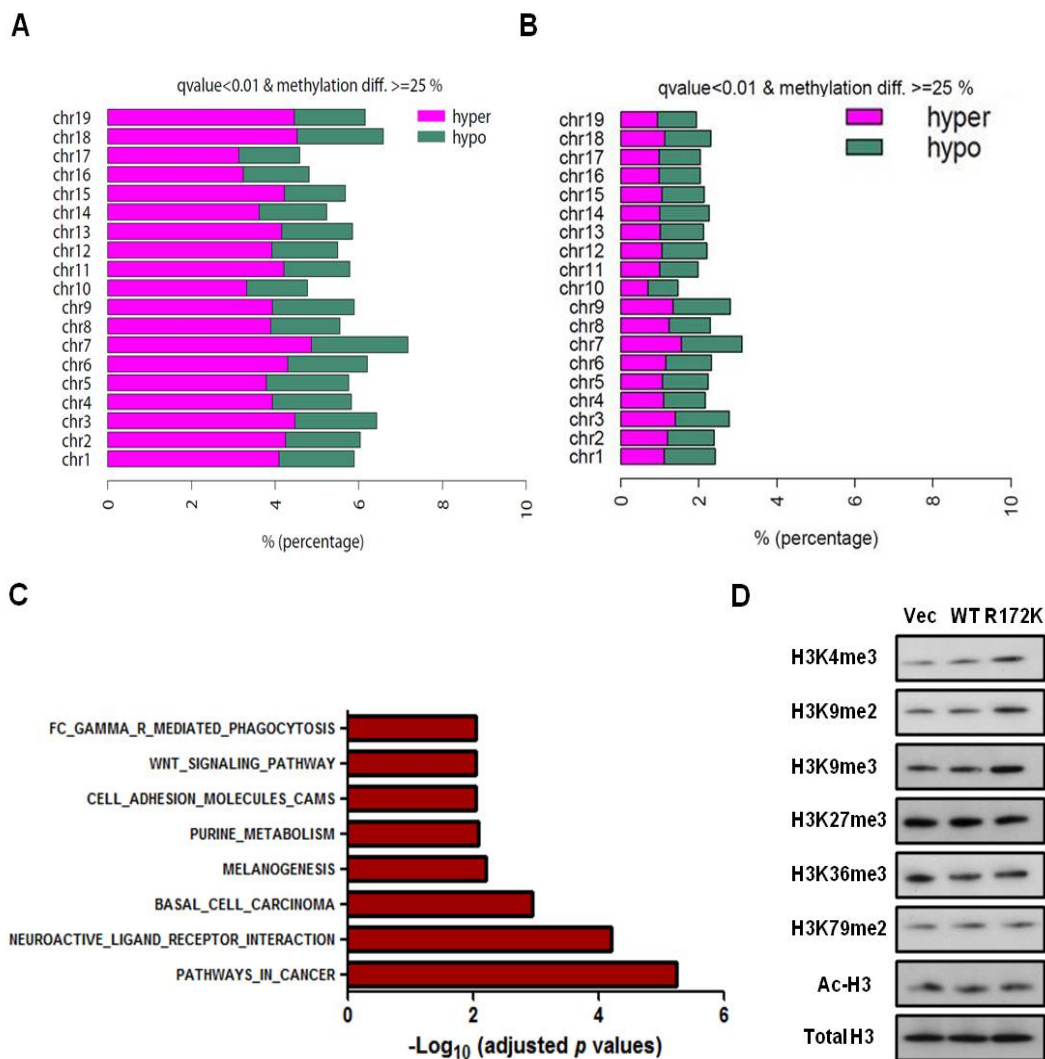 A
qvalue<0.01 & methylation diff. >=25 %
hyper
hypo
chr19
chr18
chr17
chr16
chr15
chr14
chr13
chr12
chr11
chr10
chr9
chr8
chr7
chr6
chr5
chr4
chr3
chr2
chr1
0
2
4
6
8
10
% (percentage)
B
qvalue<0.01 & methylation diff. >=25 %
hyper
hypo
chr19
chr18
chr17
chr16
chr15
chr14
chr13
chr12
chr11
chr10
chr9
chr8
chr7
chr6
chr5
chr4
chr3
chr2
chr1
0
2
4
6
8
10
% (percentage)
C
FC_GAMMA_R_MEDIATED_PHAGOCYTOSIS
WNT_SIGNALING_PATHWAY
CELL_ADHESION_MOLECULES_CAMS
PURINE_METABOLISM
MELANOGENESIS
BASAL_CELL_CARCINOMA
NEUROACTIVE_LIGAND_RECEPTOR_INTERACTION
PATHWAYS_IN_CANCER
0 2 4 6
-Log10 (adjusted p values)
D
Vec WT R172K
H3K4me3
H3K9me2
H3K9me3
H3K27me3
H3K36me3
H3K79me2
Ac-H3
Total H3